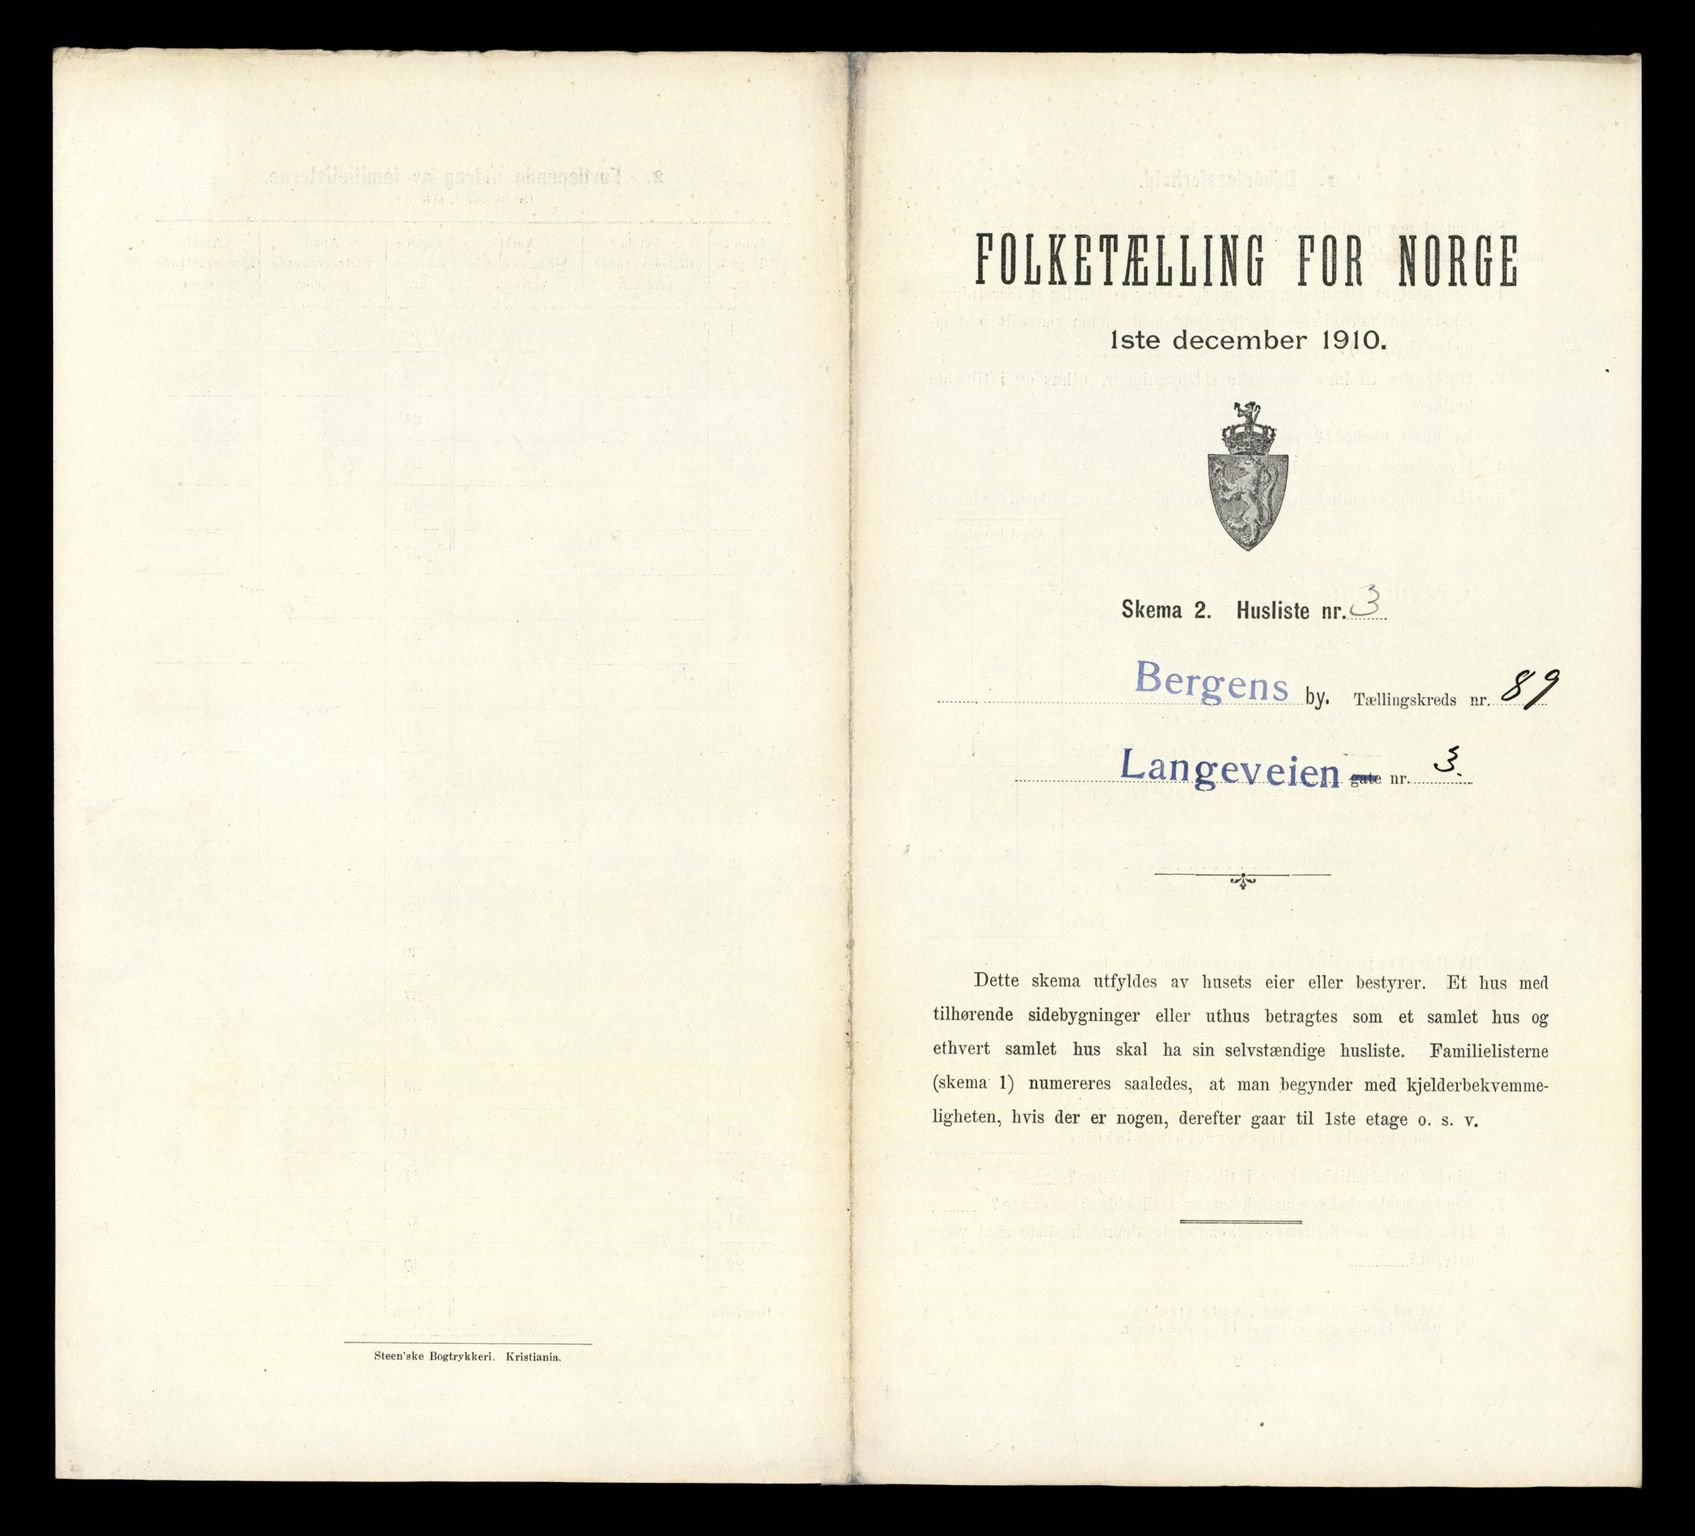 FOLKETÆLLING FOR NORGE
1ste december 1910.
Skema 2. Husliste nr. 3
Bergens by. Tællingskreds nr. 89
Langeveien gate nr. 3.
Dette skema utfyldes av husets eier eller bestyrer. Et hus med
tilhørende sidebygninger eller uthus betragtes som et samlet hus og
ethvert samlet hus skal ha sin selvstændige husliste. Familielisterne
(skema 1) numereres saaledes, at man begynder med kjelderbekvemme-
ligheten, hvis der er nogen, derefter gaar til 1ste etage o. s. v.
Steen'ske Bogtrykkeri. Kristiania.